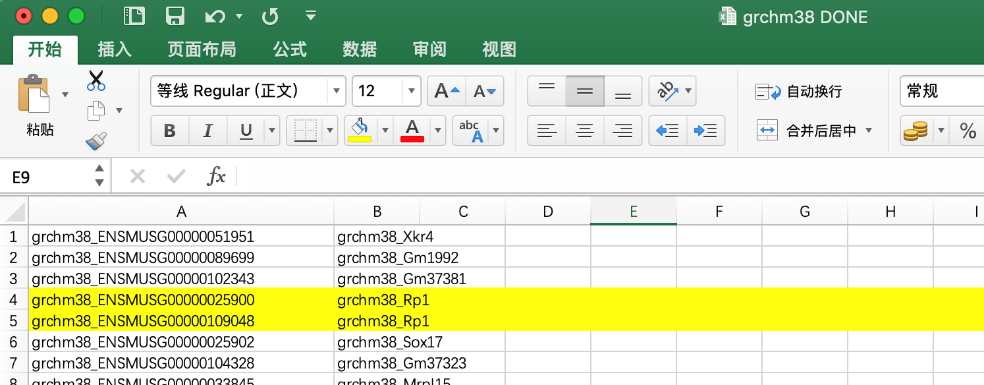 grchm38 DONE
开始 插入 页面布局 公式 数据 审阅 视图
等线 Regular (正文) 12 A A 自动换行 常规
粘贴 B I U A abc A 合并后居中 %
E9 fx
A B C D E F G H I
1 grchm38_ENSMUSG00000051951 grchm38_Xkr4
2 grchm38_ENSMUSG00000089699 grchm38_Gm1992
3 grchm38_ENSMUSG00000102343 grchm38_Gm37381
4 grchm38_ENSMUSG00000025900 grchm38_Rp1
5 grchm38_ENSMUSG00000109048 grchm38_Rp1
6 grchm38_ENSMUSG00000025902 grchm38_Sox17
7 grchm38_ENSMUSG00000104328 grchm38_Gm37323
8 grchm38_ENSMUSG00000033845 grchm38_Mrpl15